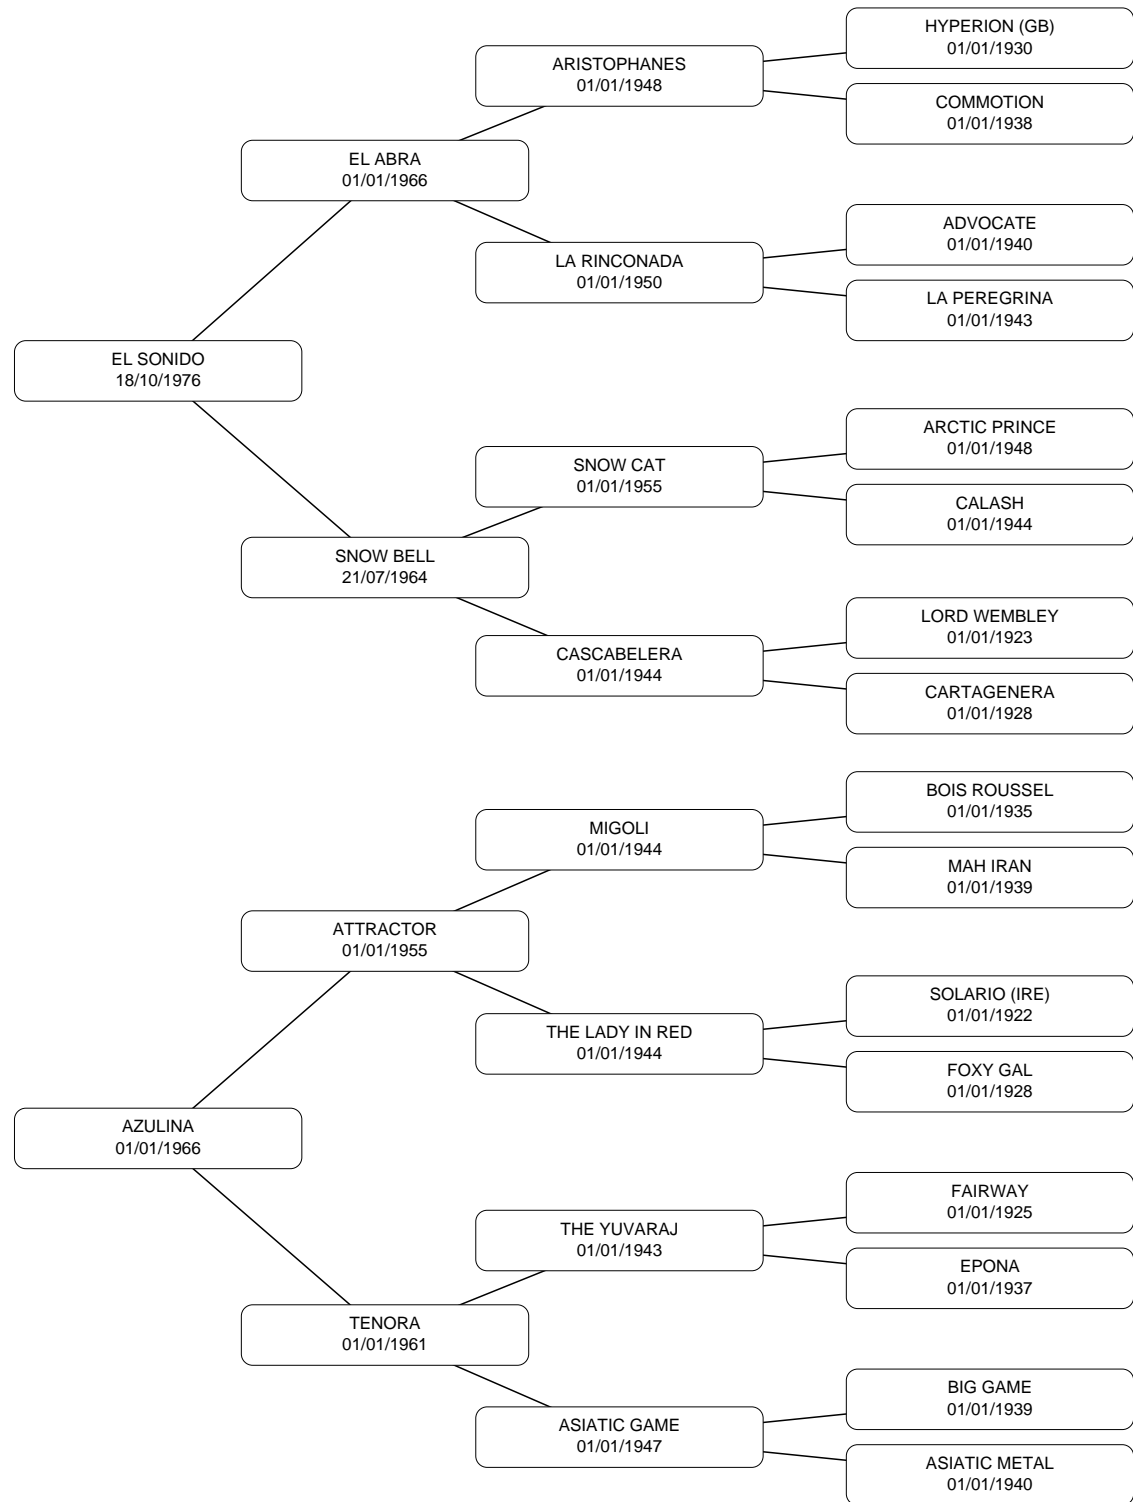 HYPERION (GB)
01/01/1930
ARISTOPHANES
01/01/1948
COMMOTION
01/01/1938
EL ABRA
01/01/1966
ADVOCATE
01/01/1940
LA RINCONADA
01/01/1950
LA PEREGRINA
01/01/1943
EL SONIDO
18/10/1976
ARCTIC PRINCE
01/01/1948
SNOW CAT
01/01/1955
CALASH
01/01/1944
SNOW BELL
21/07/1964
LORD WEMBLEY
01/01/1923
CASCABELERA
01/01/1944
CARTAGENERA
01/01/1928
BOIS ROUSSEL
01/01/1935
MIGOLI
01/01/1944
MAH IRAN
01/01/1939
ATTRACTOR
01/01/1955
SOLARIO (IRE)
01/01/1922
THE LADY IN RED
01/01/1944
FOXY GAL
01/01/1928
AZULINA
01/01/1966
FAIRWAY
01/01/1925
THE YUVARAJ
01/01/1943
EPONA
01/01/1937
TENORA
01/01/1961
BIG GAME
01/01/1939
ASIATIC GAME
01/01/1947
ASIATIC METAL
01/01/1940